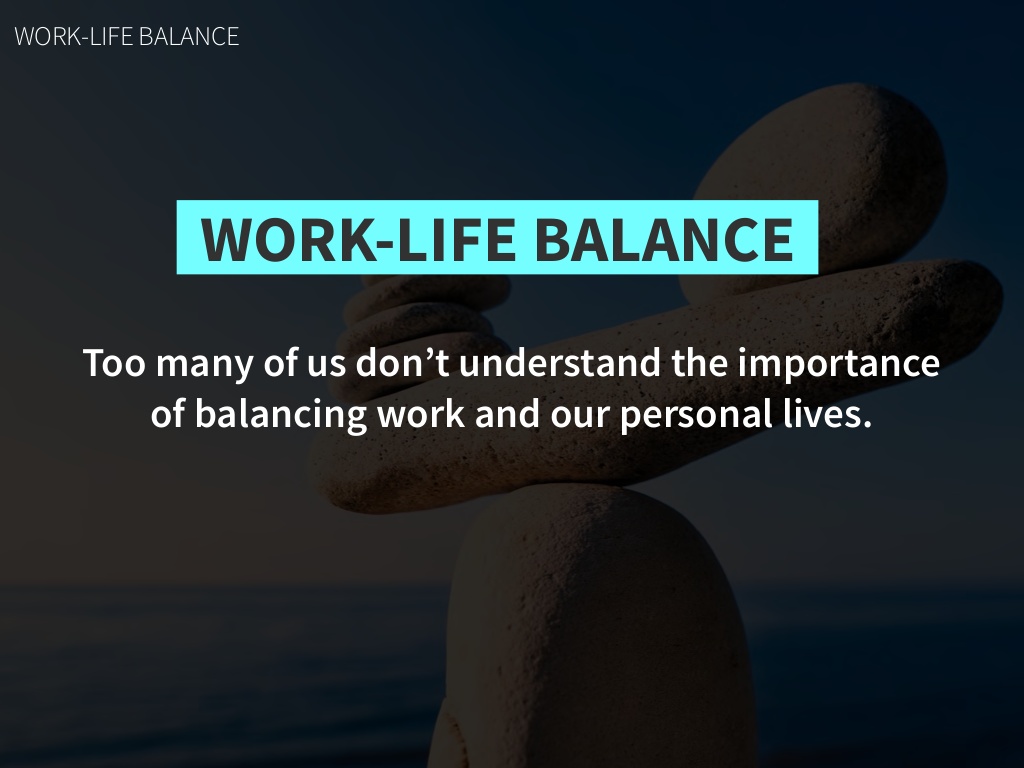 WORK-LIFE BALANCE
WORK-LIFE BALANCE
Too many of us don’t understand the importance
of balancing work and our personal lives.